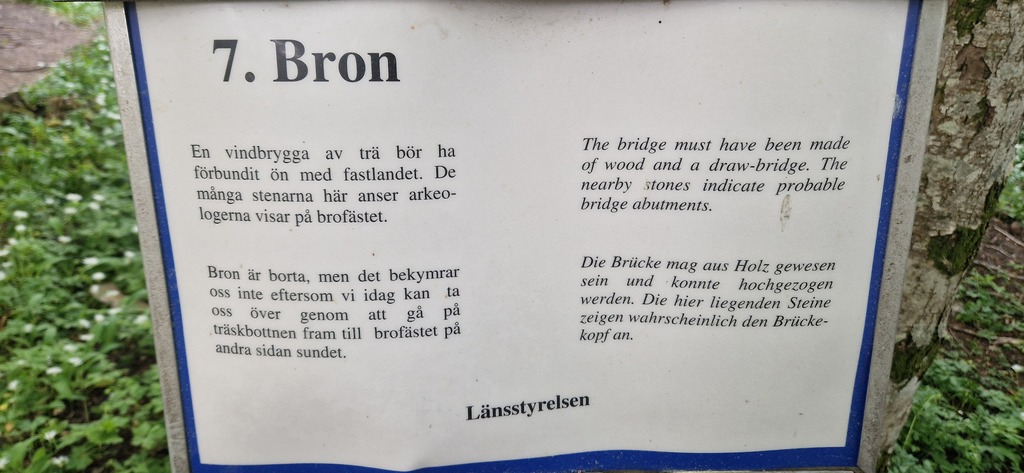 7. Bron
En vindbrygga av trä bör ha
förbundit ön med fastlandet. De
många stenarna här anser arkeo-
logerna visar på brofästet.
Bron är borta, men det bekymrar
oss inte eftersom vi idag kan ta
oss över genom att gå på
träskbottnen fram till brofästet på
andra sidan sundet.
The bridge must have been made
of wood and a draw-bridge. The
nearby stones indicate probable
bridge abutments.
Die Brücke mag aus Holz gewesen
sein und konnte hochgezogen
werden. Die hier liegenden Steine
zeigen wahrscheinlich den Brücke-
kopf an.
Länsstyrelsen